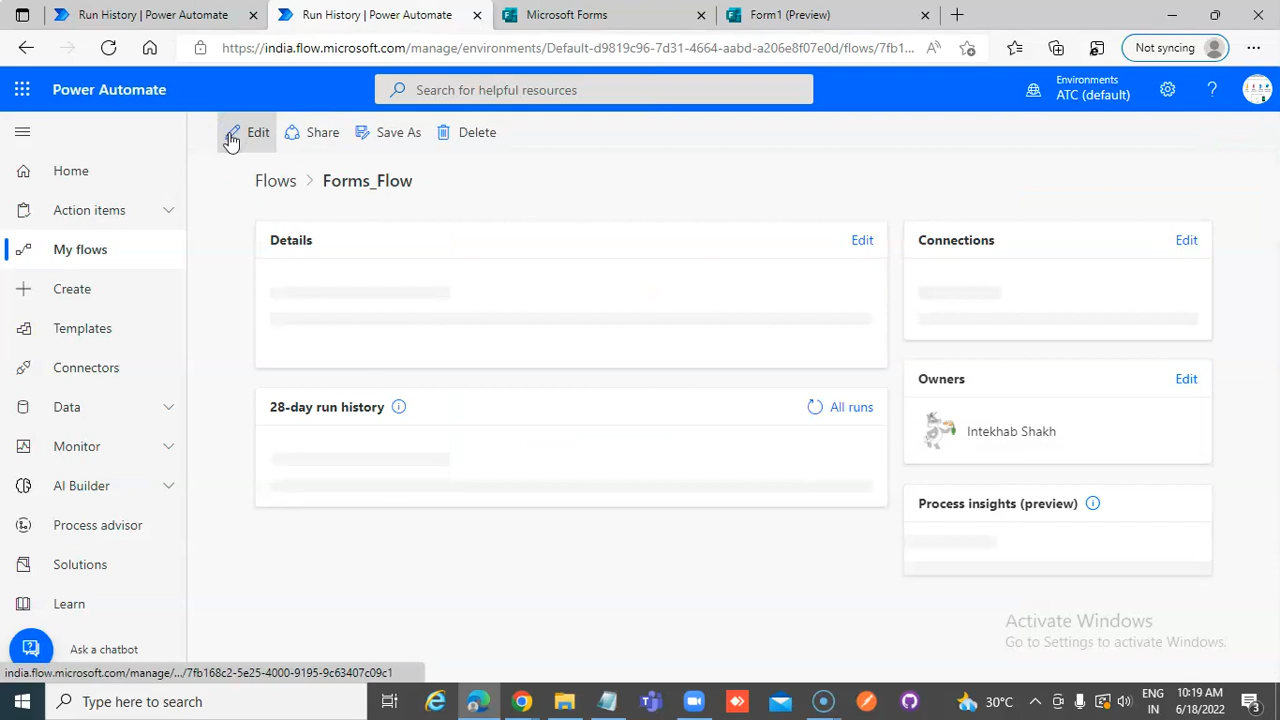 Run History | Power Automate
Run History | Power Automate
Microsoft Forms
Form1 (Preview)
https://india.flow.microsoft.com/manage/environments/Default-d9819c96-7d31-4664-aabd-a206e8f07e0d/flows/7fb1...
Not syncing
Power Automate
Search for helpful resources
Environments
ATC (default)
Edit
Share
Save As
Delete
Home
Action items
My flows
Create
Templates
Connectors
Data
Monitor
AI Builder
Process advisor
Solutions
Learn
Ask a chatbot
Flows > Forms_Flow
Details
Edit
28-day run history
All runs
Connections
Edit
Owners
Edit
Intekhab Shakh
Process insights (preview)
Activate Windows
Go to Settings to activate Windows.
india.flow.microsoft.com/manage/.../7fb168c2-5e25-4000-9195-9c63407c09c1
Type here to search
30°C
ENG
IN
10:19 AM
6/18/2022
3